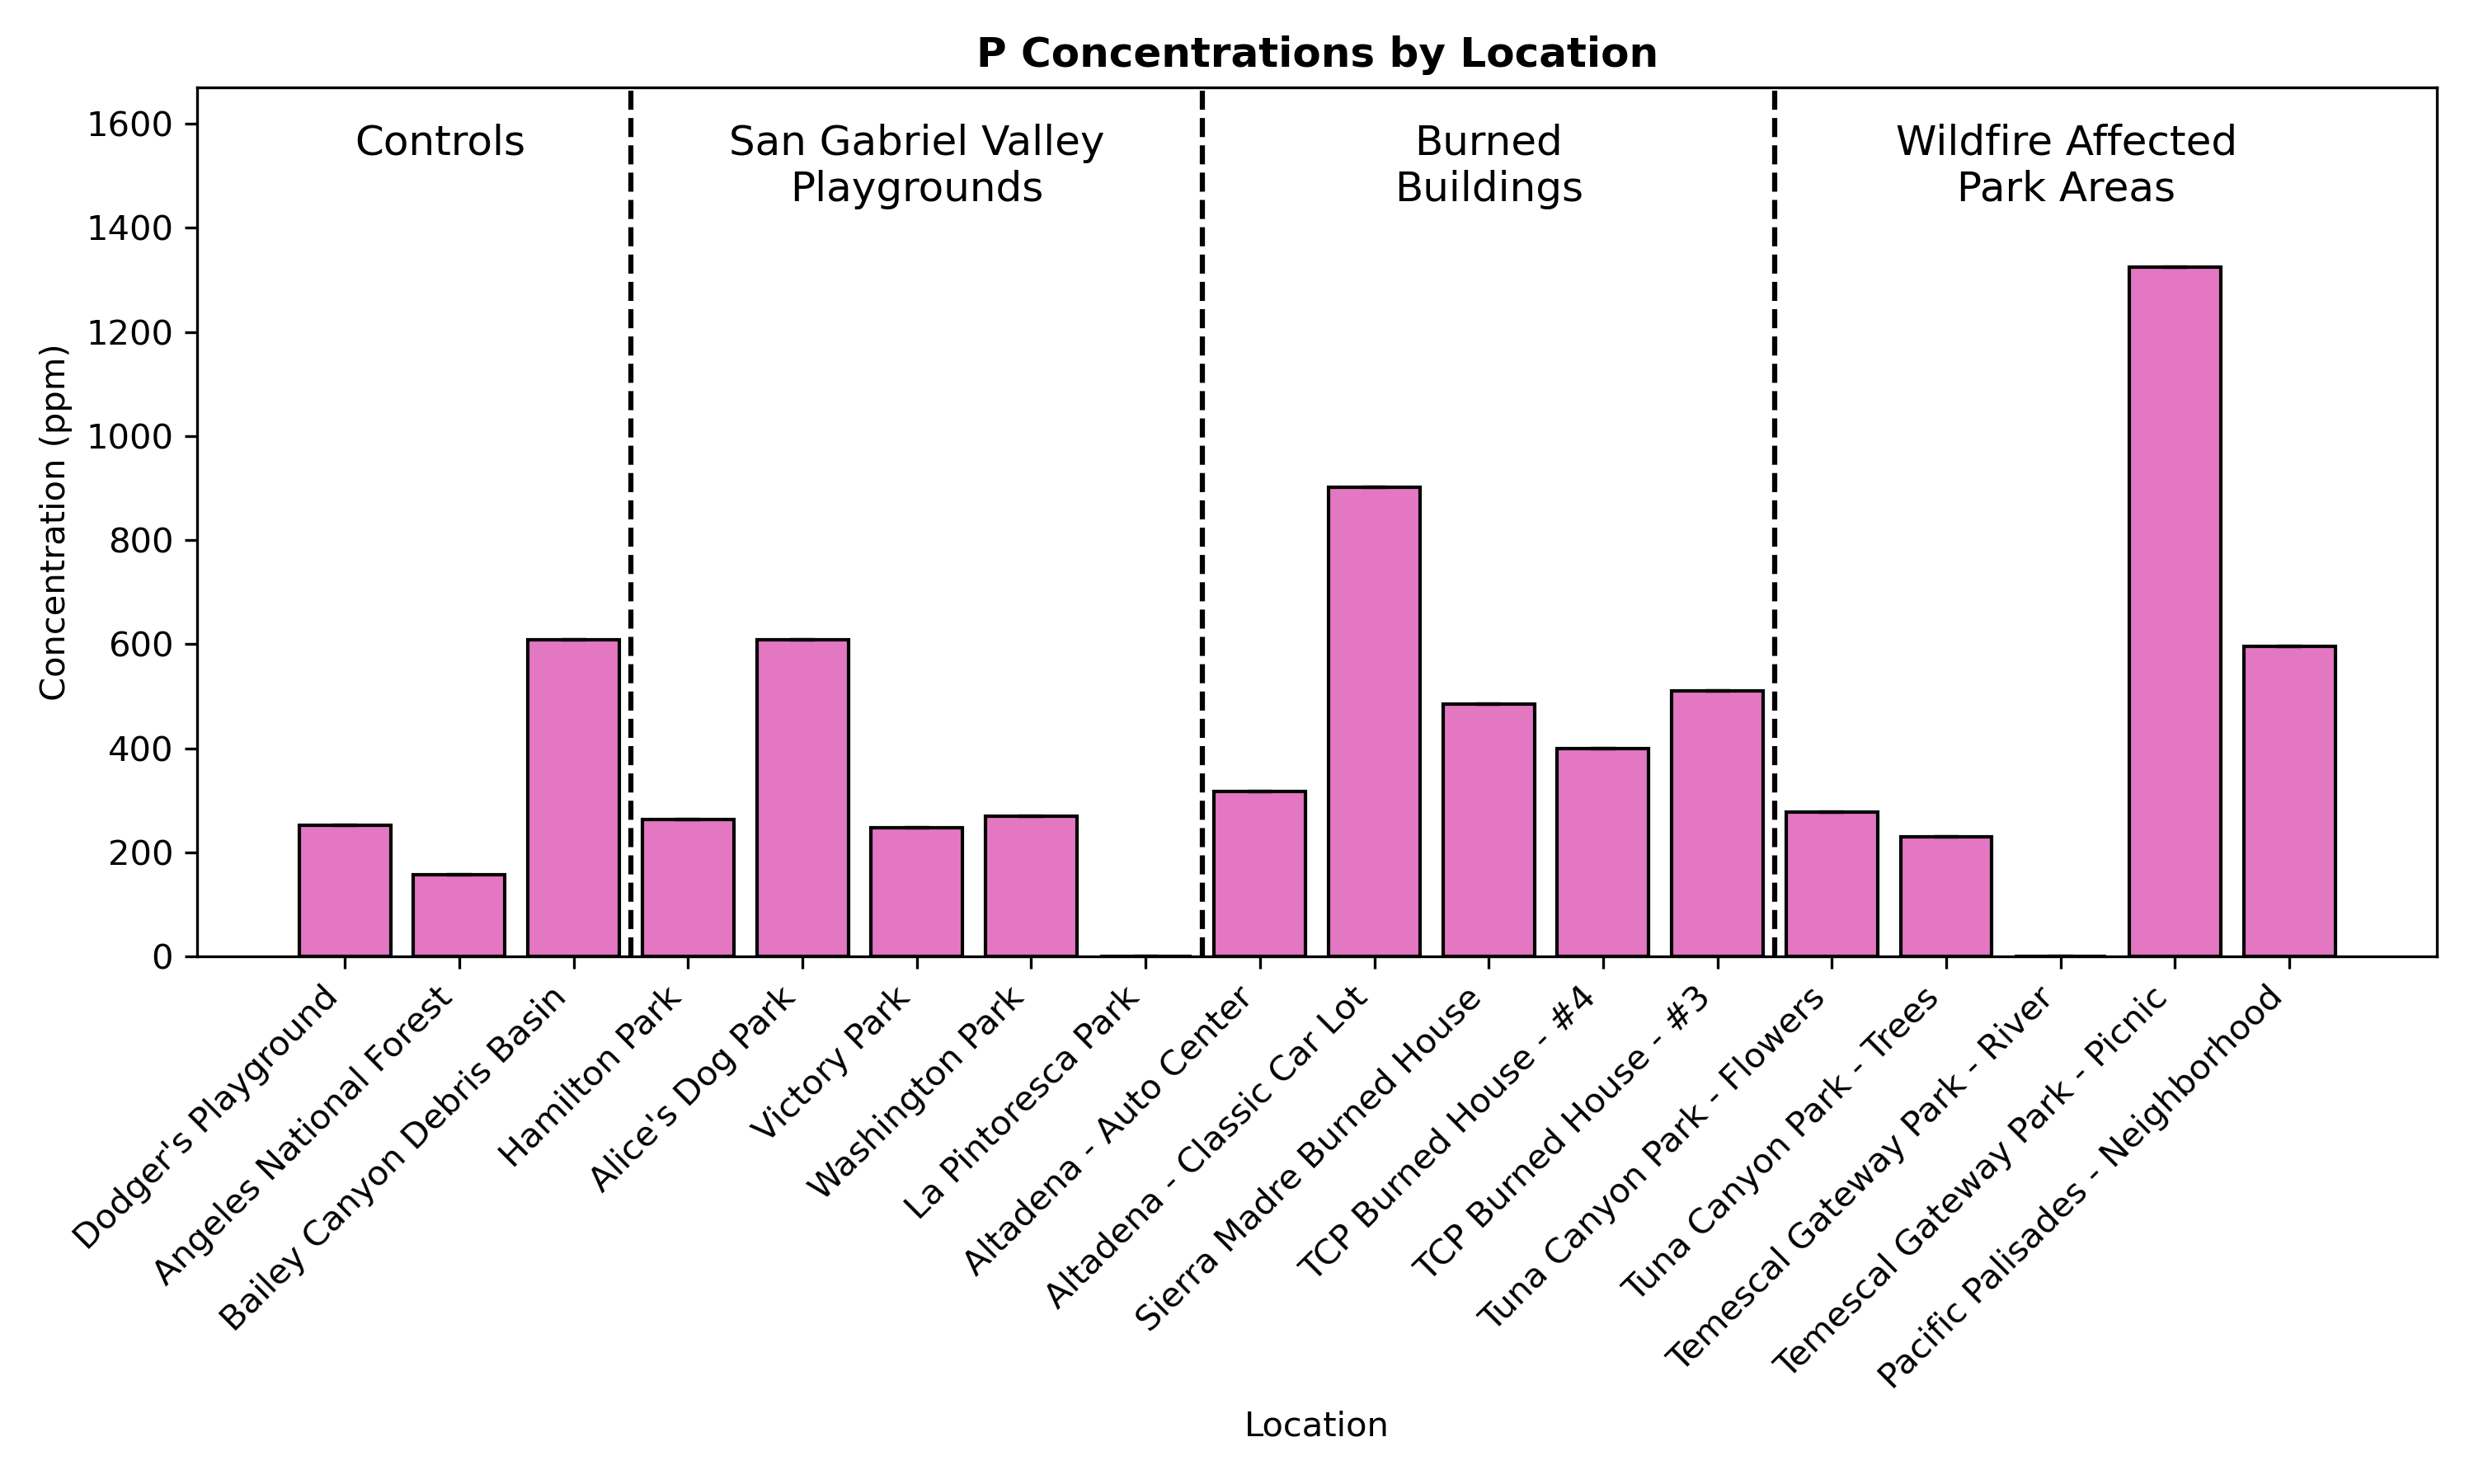 P Concentrations by Location
Controls
San Gabriel Valley
Playgrounds
Burned
Buildings
Wildfire Affected
Park Areas
Concentration (ppm)
1600
1400
1200
1000
800
600
400
200
0
Dodger's Playground
Angeles National Forest
Bailey Canyon Debris Basin
Hamilton Park
Alice's Dog Park
Victory Park
Washington Park
La Pintoresca Park
Altadena - Auto Center
Altadena - Classic Car Lot
Sierra Madre Burned House
TCP Burned House - #4
TCP Burned House - #3
Tuna Canyon Park - Flowers
Tuna Canyon Park - Trees
Temescal Gateway Park - River
Temescal Gateway Park - Picnic
Pacific Palisades - Neighborhood
Location